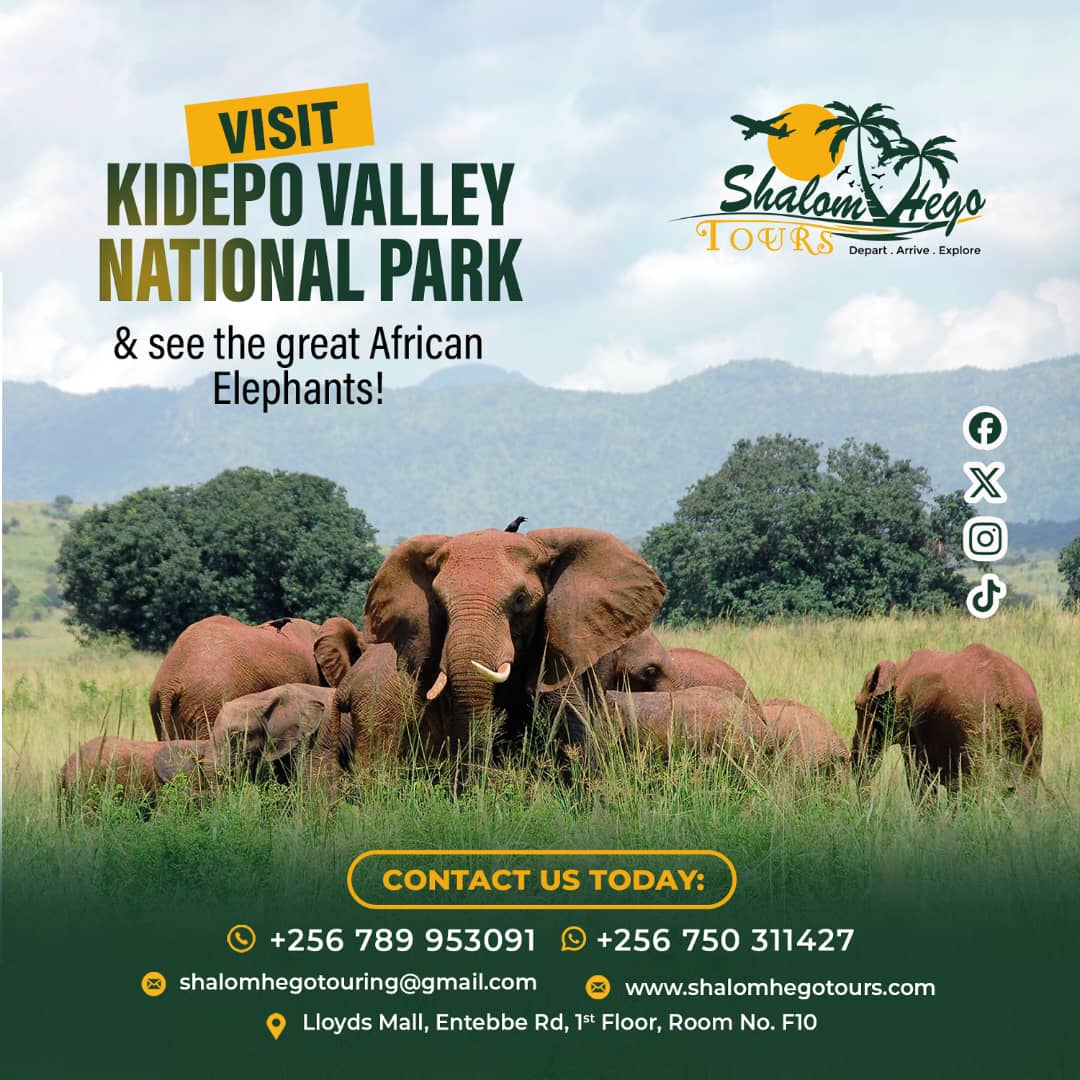 VISIT
KIDEPO VALLEY
NATIONAL PARK
& see the great African
Elephants!
Shalom Hego
TOURS
Depart . Arrive . Explore
CONTACT US TODAY:
+256 789 953091
+256 750 311427
shalomhegotouring@gmail.com
www.shalomhegotours.com
Lloyds Mall, Entebbe Rd, 1st Floor, Room No. F10